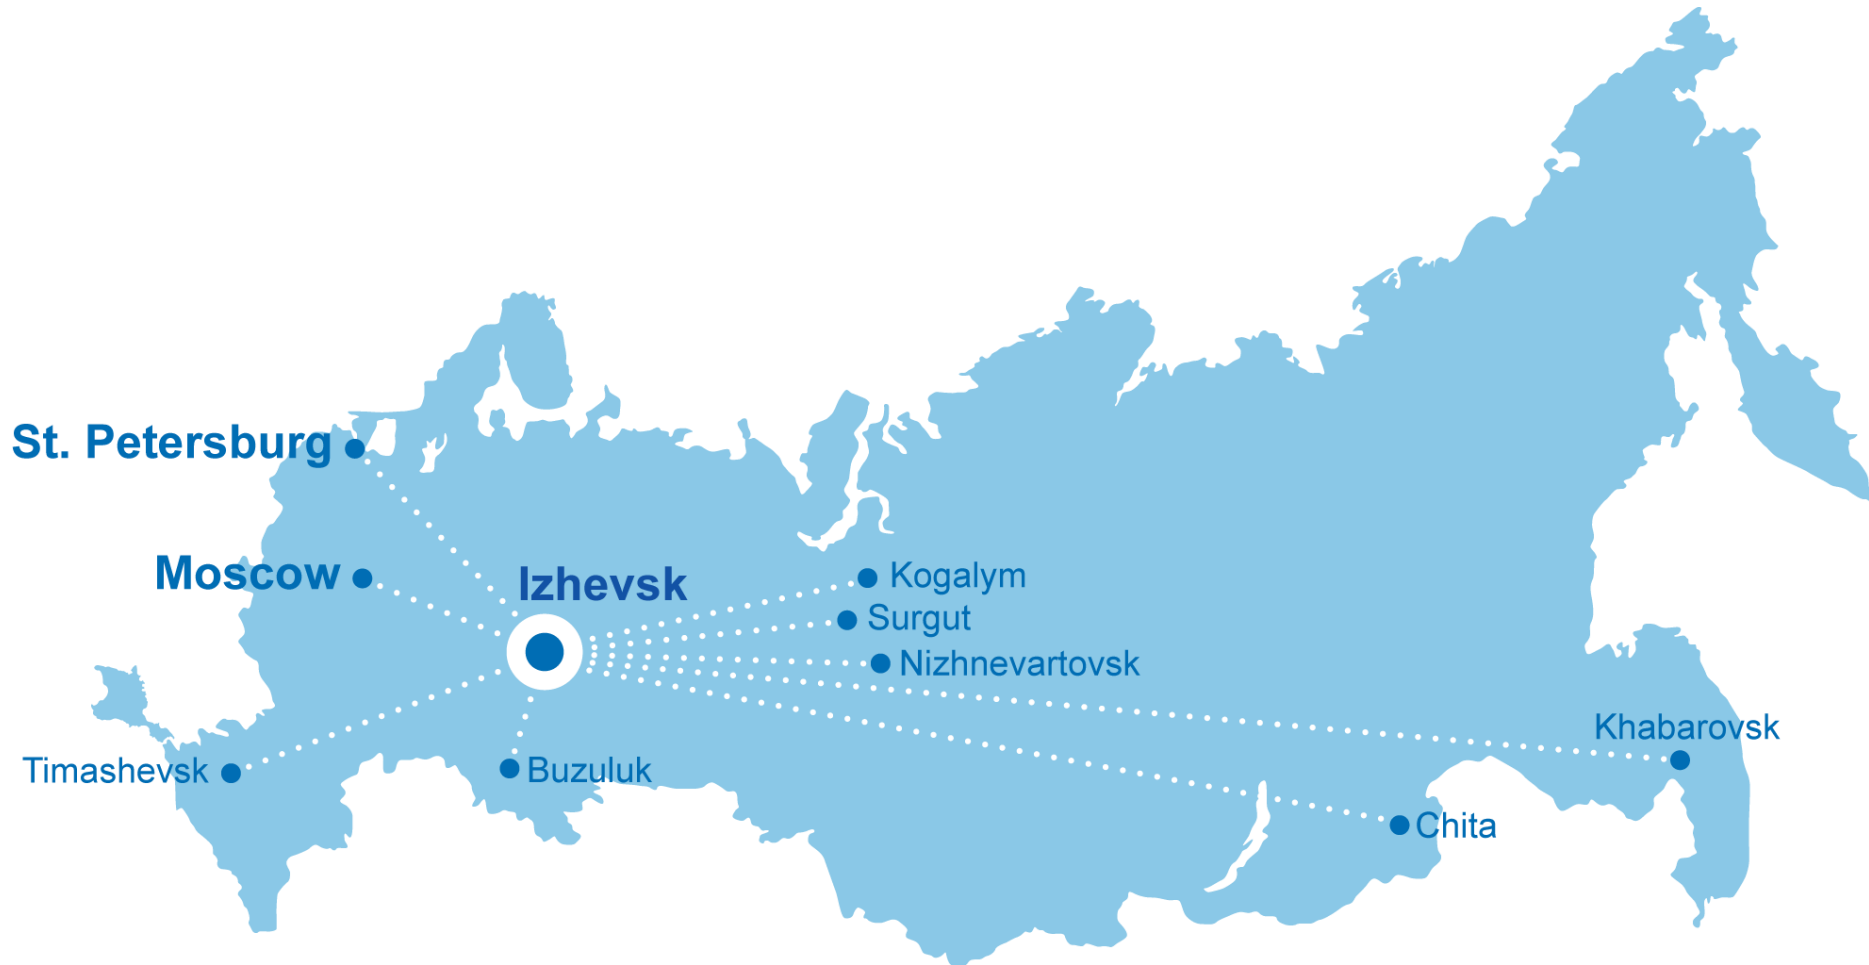 St. Petersburg
Moscow
Izhevsk
Kogalym
Surgut
Nizhnevartovsk
Khabarovsk
Timashevsk
Buzuluk
Chita